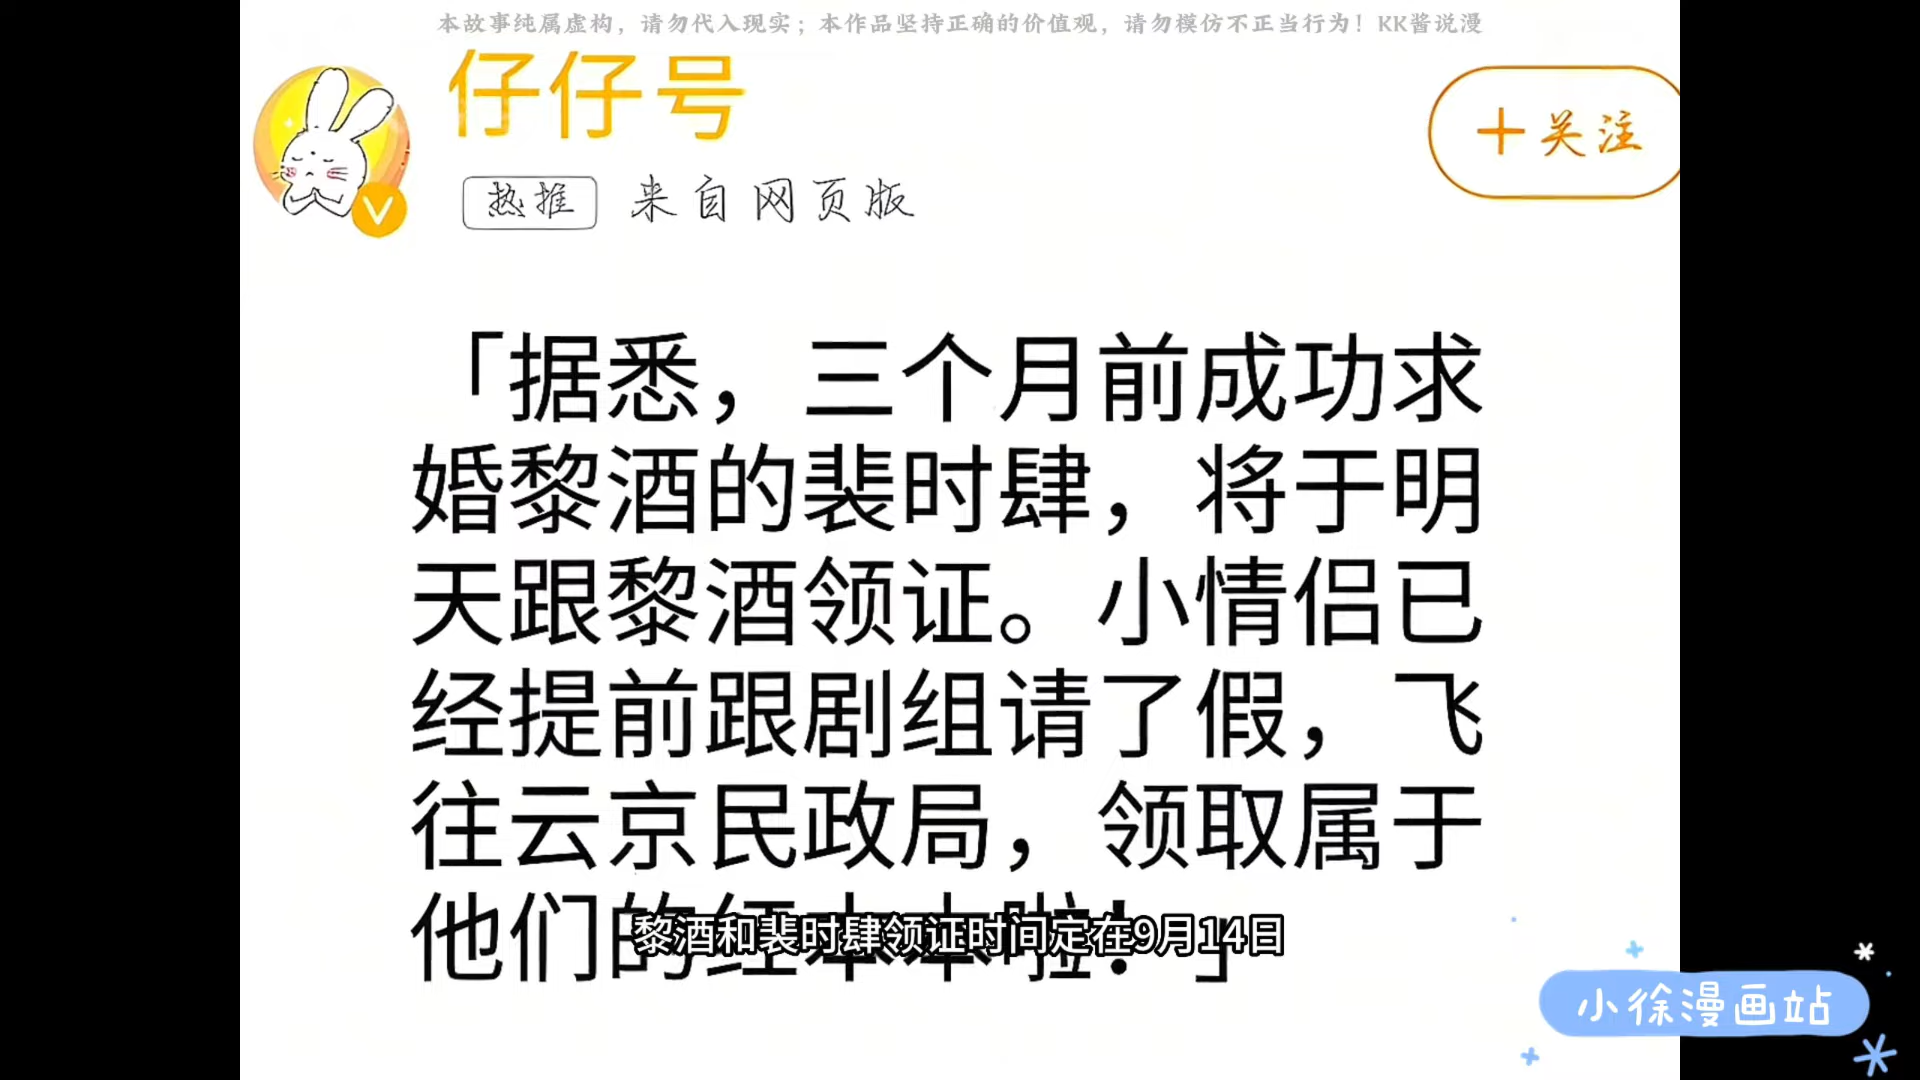 本故事纯属虚构，请勿代入现实；本作品坚持正确的价值观，请勿模仿不正当行为！KK酱说漫
仔仔号
十关注
热推 来自网页版
「据悉，三个月前成功求
婚黎酒的裴时肆，将于明
天跟黎酒领证。小情侣已
经提前跟剧组请了假，飞
往云京民政局，领取属于
他们的红本本啦！」
黎酒和裴时肆领证时间定在9月14日
小徐漫画站